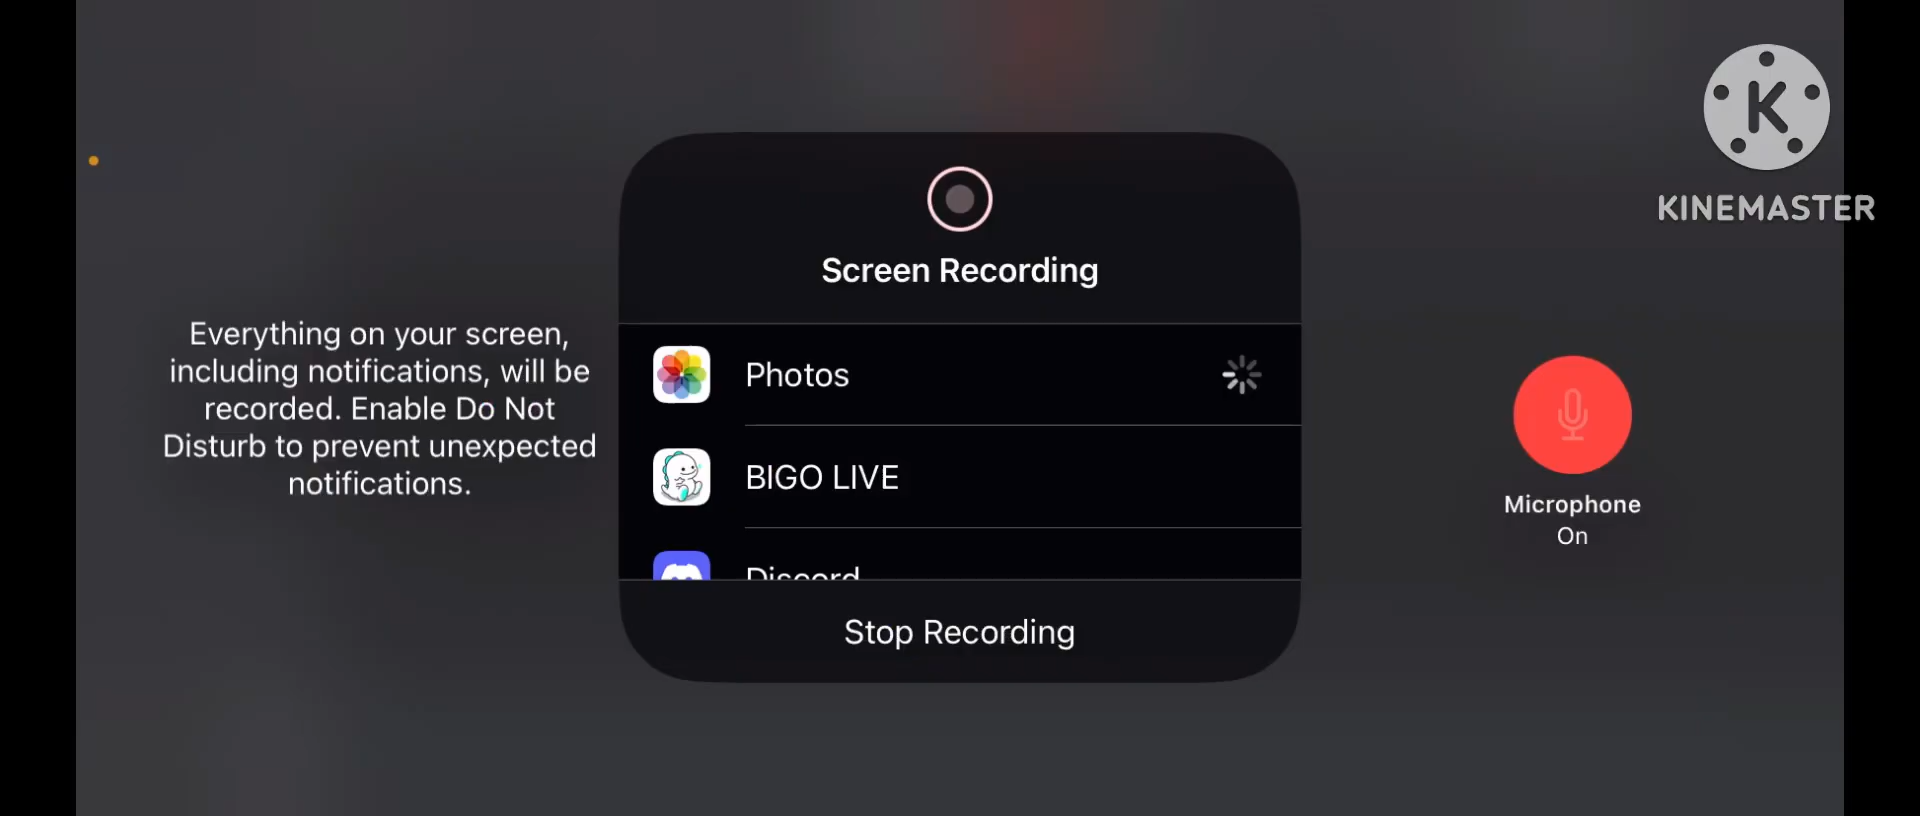 K
KINEMASTER
Screen Recording
Everything on your screen,
including notifications, will be
recorded. Enable Do Not
Disturb to prevent unexpected
notifications.
Photos
BIGO LIVE
Discord
Stop Recording
Microphone
On